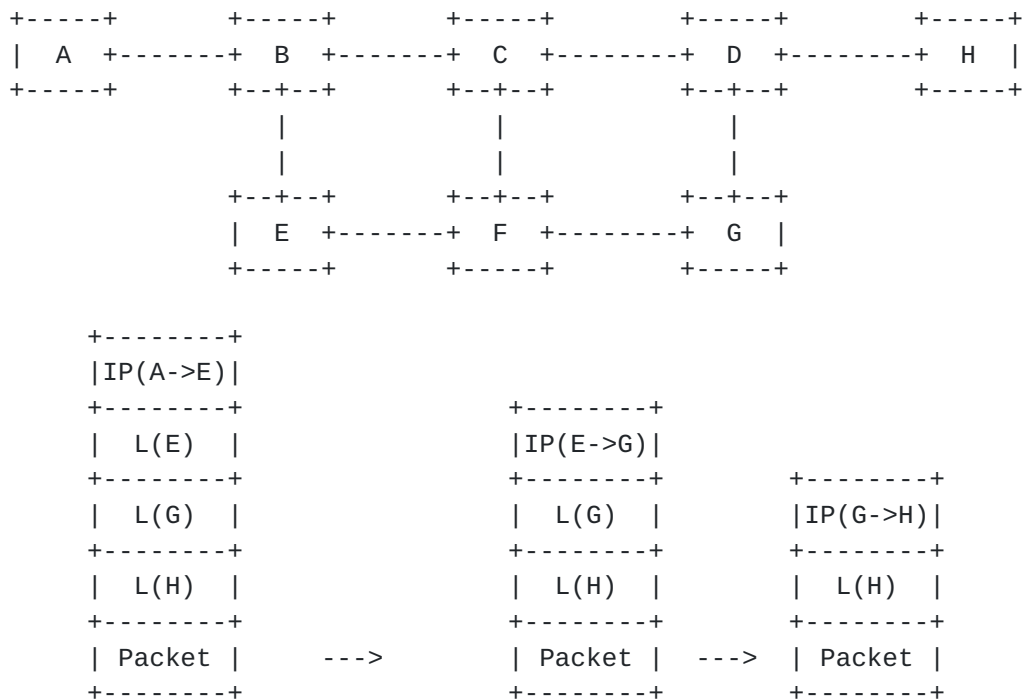 +-----+       +-----+       +-----+        +-----+        +-----+
|  A  +-------+  B  +-------+  C  +--------+  D  +--------+  H  |
+-----+       +--+--+       +--+--+        +--+--+        +-----+
                 |             |              |
                 |             |              |
              +--+--+       +--+--+        +--+--+
              |  E  +-------+  F  +--------+  G  |
              +-----+       +-----+        +-----+
     +--------+
     |IP(A->E)|
     +--------+                 +--------+
     |  L(E)  |                 |IP(E->G)|
     +--------+                 +--------+        +--------+
     |  L(G)  |                 |  L(G)  |        |IP(G->H)|
     +--------+                 +--------+        +--------+
     |  L(H)  |                 |  L(H)  |        |  L(H)  |
     +--------+                 +--------+        +--------+
     | Packet |     --->        | Packet |  --->  | Packet |
     +--------+                 +--------+        +--------+